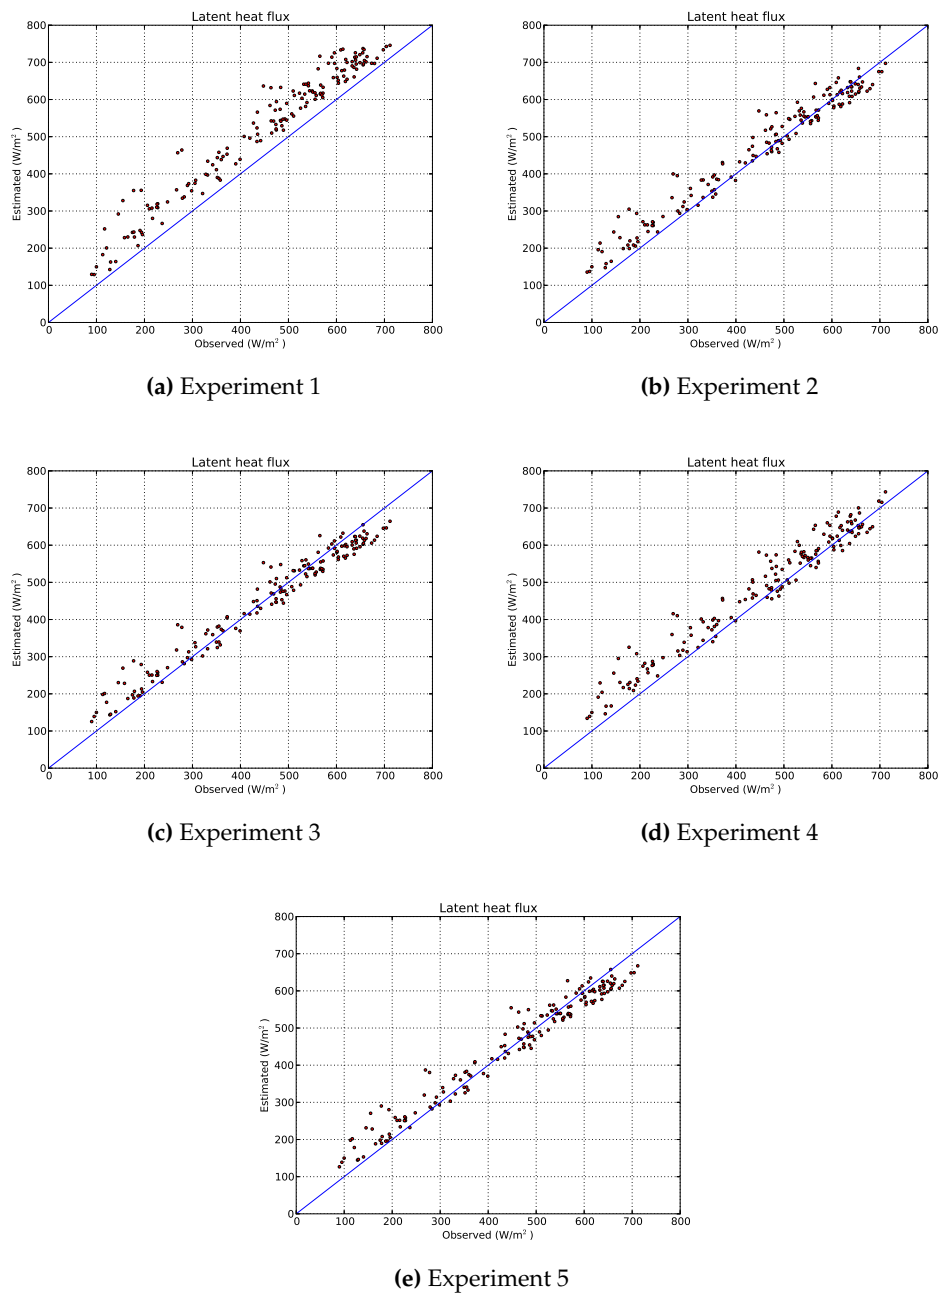 Latent heat flux
800
700
600
500
400
300
200
100
0
Estimated (W/m²)
0 100 200 300 400 500 600 700 800
Observed (W/m²)
(a) Experiment 1
Latent heat flux
800
700
600
500
400
300
200
100
0
Estimated (W/m²)
0 100 200 300 400 500 600 700 800
Observed (W/m²)
(b) Experiment 2
Latent heat flux
800
700
600
500
400
300
200
100
0
Estimated (W/m²)
0 100 200 300 400 500 600 700 800
Observed (W/m²)
(c) Experiment 3
Latent heat flux
800
700
600
500
400
300
200
100
0
Estimated (W/m²)
0 100 200 300 400 500 600 700 800
Observed (W/m²)
(d) Experiment 4
Latent heat flux
800
700
600
500
400
300
200
100
0
Estimated (W/m²)
0 100 200 300 400 500 600 700 800
Observed (W/m²)
(e) Experiment 5